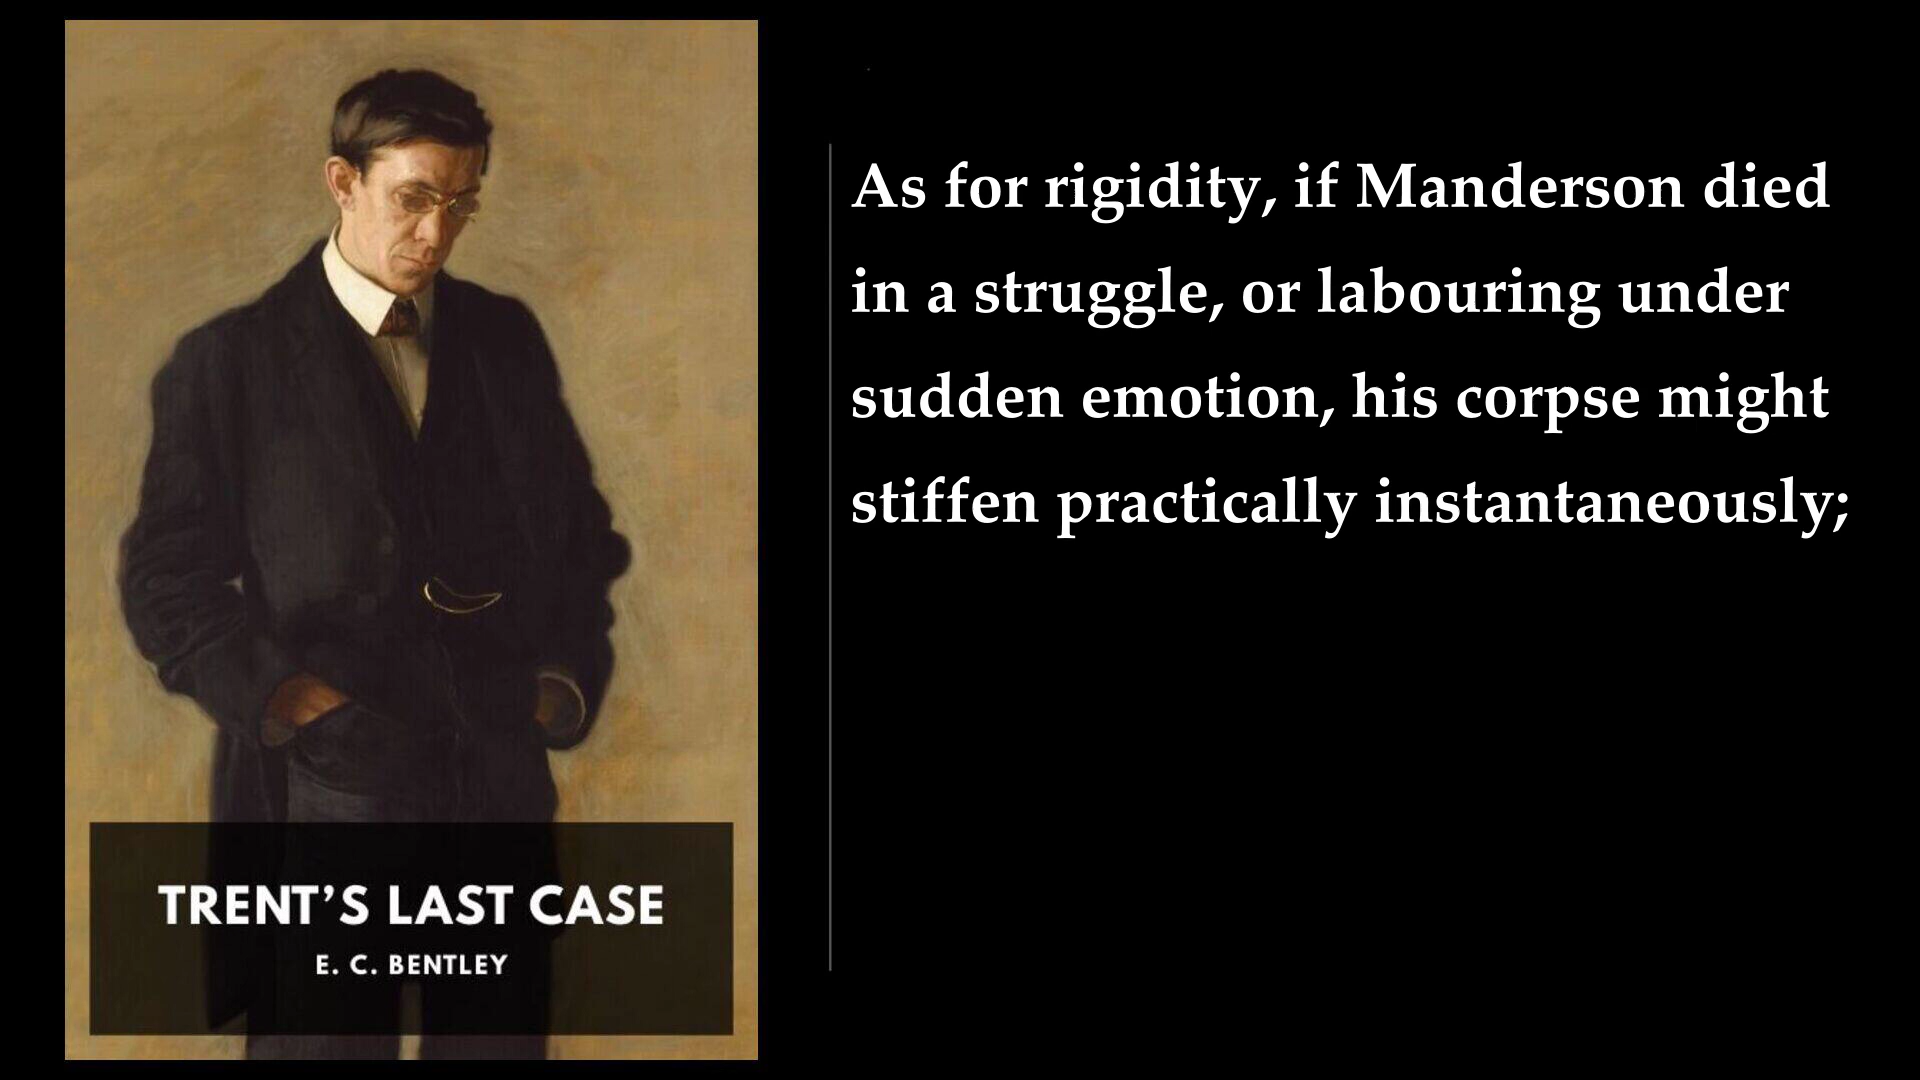 As for rigidity, if Manderson died
in a struggle, or labouring under
sudden emotion, his corpse might
stiffen practically instantaneously;
TRENT’S LAST CASE
E. C. BENTLEY